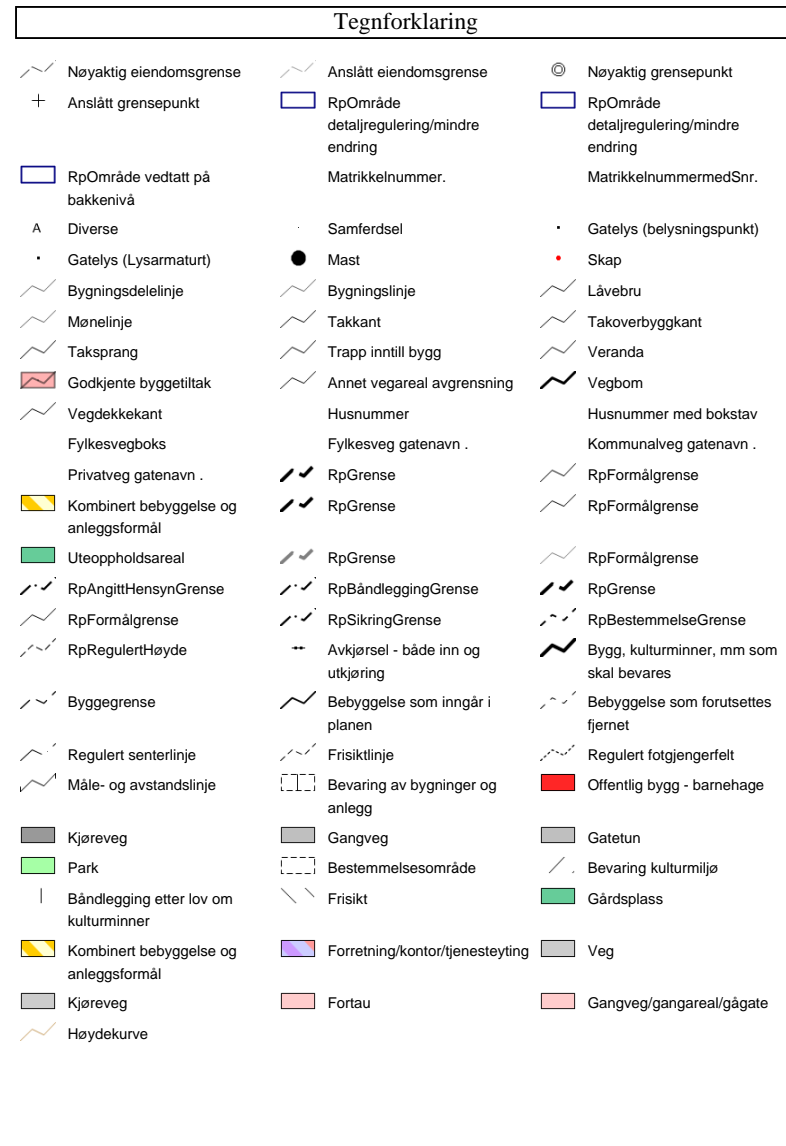 Tegnforklaring
Nøyaktig eiendomsgrense
Anslått eiendomsgrense
Nøyaktig grensepunkt
Anslått grensepunkt
RpOmråde
detaljregulering/mindre
endring
RpOmråde
detaljregulering/mindre
endring
RpOmråde vedtatt på
bakkenivå
Matrikkelnummer.
MatrikkelnummermedSnr.
A
Diverse
Samferdsel
Gatelys (belysningspunkt)
Gatelys (Lysarmaturt)
Mast
Skap
Bygningsdelelinje
Bygningslinje
Låvebru
Mønelinje
Takkant
Takoverbyggkant
Taksprang
Trapp inntill bygg
Veranda
Godkjente byggetiltak
Annet vegareal avgrensning
Vegbom
Vegdekkekant
Husnummer
Husnummer med bokstav
Fylkesvegboks
Fylkesveg gatenavn .
Kommunalveg gatenavn .
Privatveg gatenavn .
RpGrense
RpFormålgrense
Kombinert bebyggelse og
anleggsformål
RpGrense
RpFormålgrense
Uteoppholdsareal
RpGrense
RpFormålgrense
RpAngittHensynGrense
RpBåndleggingGrense
RpGrense
RpFormålgrense
RpSikringGrense
RpBestemmelseGrense
RpRegulertHøyde
Avkjørsel - både inn og
utkjøring
Bygg, kulturminner, mm som
skal bevares
Byggegrense
Bebyggelse som inngår i
planen
Bebyggelse som forutsettes
fjernet
Regulert senterlinje
Frisiktlinje
Regulert fotgjengerfelt
Måle- og avstandslinje
Bevaring av bygninger og
anlegg
Offentlig bygg - barnehage
Kjøreveg
Gangveg
Gatetun
Park
Bestemmelsesområde
Bevaring kulturmiljø
Båndlegging etter lov om
kulturminner
Frisikt
Gårdsplass
Kombinert bebyggelse og
anleggsformål
Forretning/kontor/tjenesteyting
Veg
Kjøreveg
Fortau
Gangveg/gangareal/gågate
Høydekurve